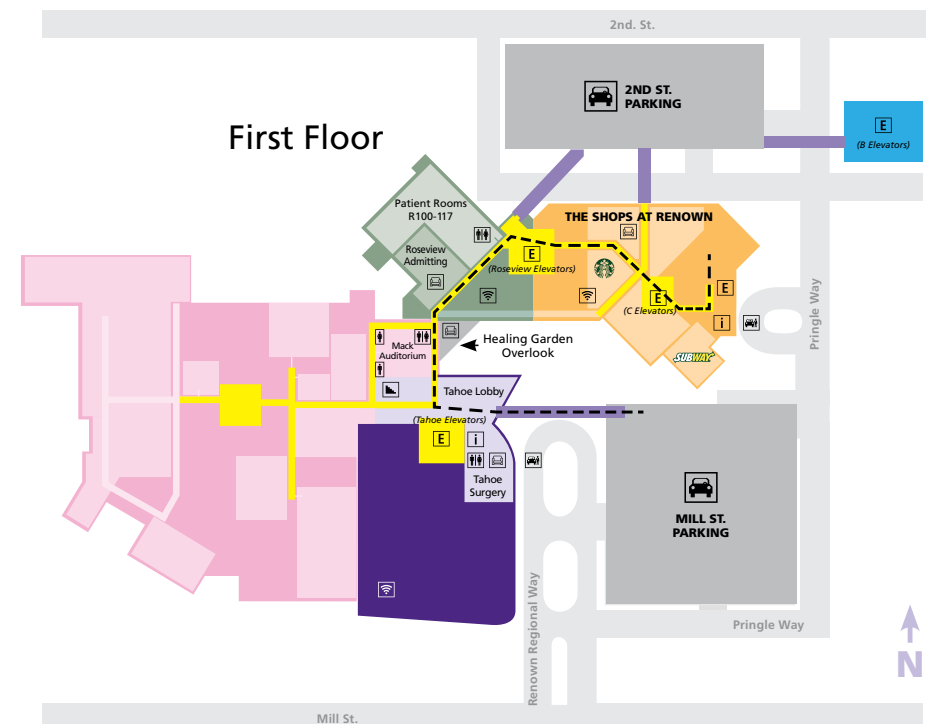 2nd. St.
2ND ST.
PARKING
E
(B Elevators)
First Floor
Patient Rooms
R100-117
THE SHOPS AT RENOWN
Roseview
Admitting
E
(Roseview Elevators)
E
(C Elevators)
E
i
Pringle Way
Mack
Auditorium
Healing Garden
Overlook
SUBWAY
Tahoe Lobby
(Tahoe Elevators)
E
i
Tahoe
Surgery
MILL ST.
PARKING
Renown Regional Way
Pringle Way
N
Mill St.